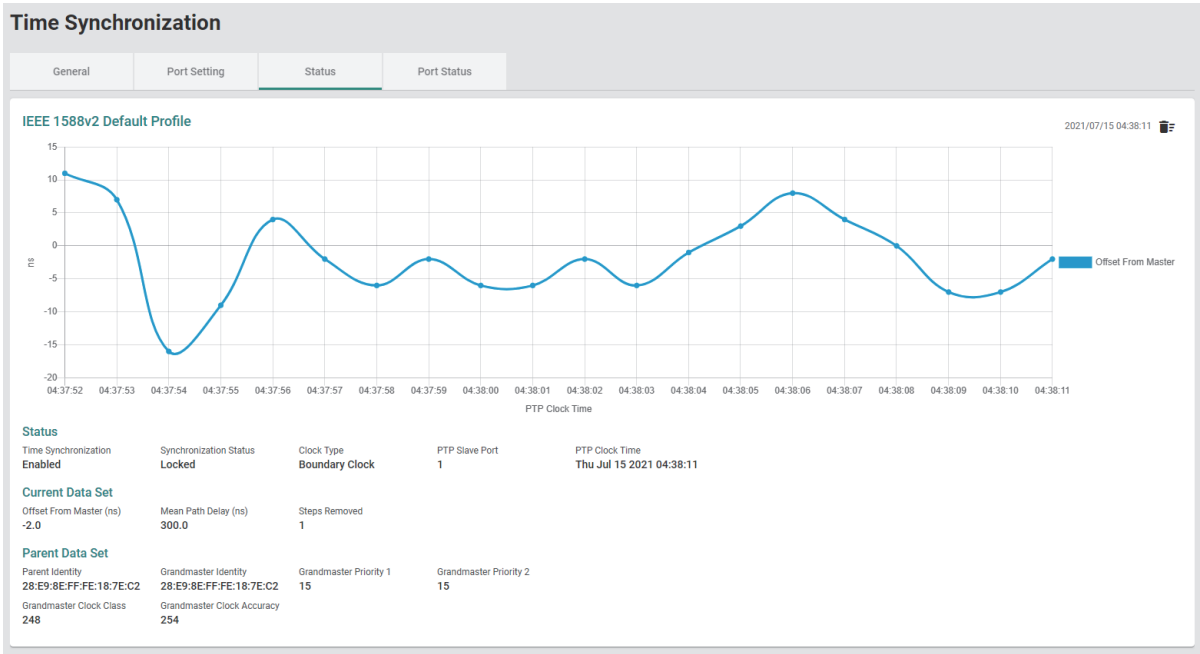 Time Synchronization
General Port Setting Status Port Status
IEEE 1588v2 Default Profile
2021/07/15 04:38:11
15
10
5
0
-5
-10
-15
-20
ns
Offset From Master
04:37:52 04:37:53 04:37:54 04:37:55 04:37:56 04:37:57 04:37:58 04:37:59 04:38:00 04:38:01 04:38:02 04:38:03 04:38:04 04:38:05 04:38:06 04:38:07 04:38:08 04:38:09 04:38:10 04:38:11
PTP Clock Time
Status
Time Synchronization Synchronization Status Clock Type PTP Slave Port PTP Clock Time
Enabled Locked Boundary Clock 1 Thu Jul 15 2021 04:38:11
Current Data Set
Offset From Master (ns) Mean Path Delay (ns) Steps Removed
-2.0 300.0 1
Parent Data Set
Parent Identity Grandmaster Identity Grandmaster Priority 1 Grandmaster Priority 2
28:E9:8E:FF:FE:18:7E:C2 28:E9:8E:FF:FE:18:7E:C2 15 15
Grandmaster Clock Class Grandmaster Clock Accuracy
248 254